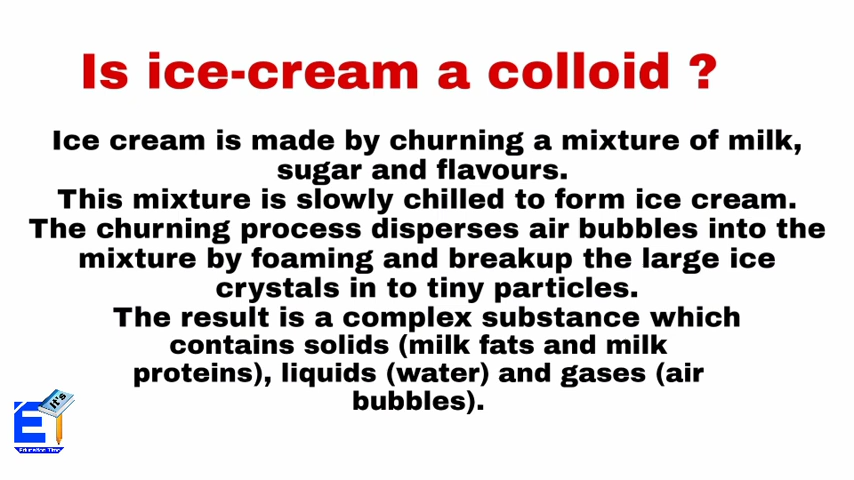 Is ice-cream a colloid ?
Ice cream is made by churning a mixture of milk,
sugar and flavours.
This mixture is slowly chilled to form ice cream.
The churning process disperses air bubbles into the
mixture by foaming and breakup the large ice
crystals in to tiny particles.
The result is a complex substance which
contains solids (milk fats and milk
proteins), liquids (water) and gases (air
bubbles).
It's
E
Education Time